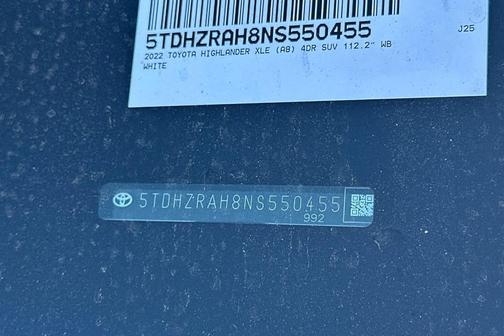 5TDHZRAH8NS550455
2022 TOYOTA HIGHLANDER XLE (A8) 4DR SUV 112.2" WB J25
WHITE
5TDHZRAH8NS550455
992